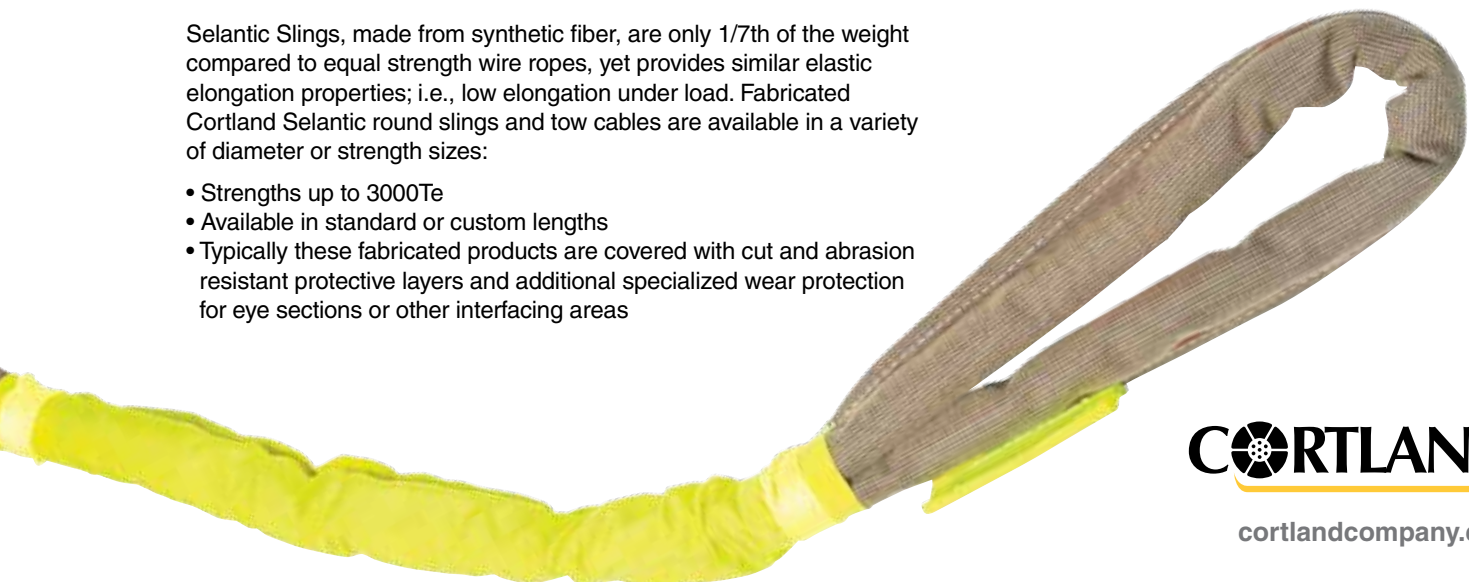 Selantic Slings, made from synthetic fiber, are only 1/7th of the weight
compared to equal strength wire ropes, yet provides similar elastic
elongation properties; i.e., low elongation under load. Fabricated
Cortland Selantic round slings and tow cables are available in a variety
of diameter or strength sizes:
• Strengths up to 3000Te
• Available in standard or custom lengths
• Typically these fabricated products are covered with cut and abrasion
resistant protective layers and additional specialized wear protection
for eye sections or other interfacing areas
CORTLAN
cortlandcompany.c